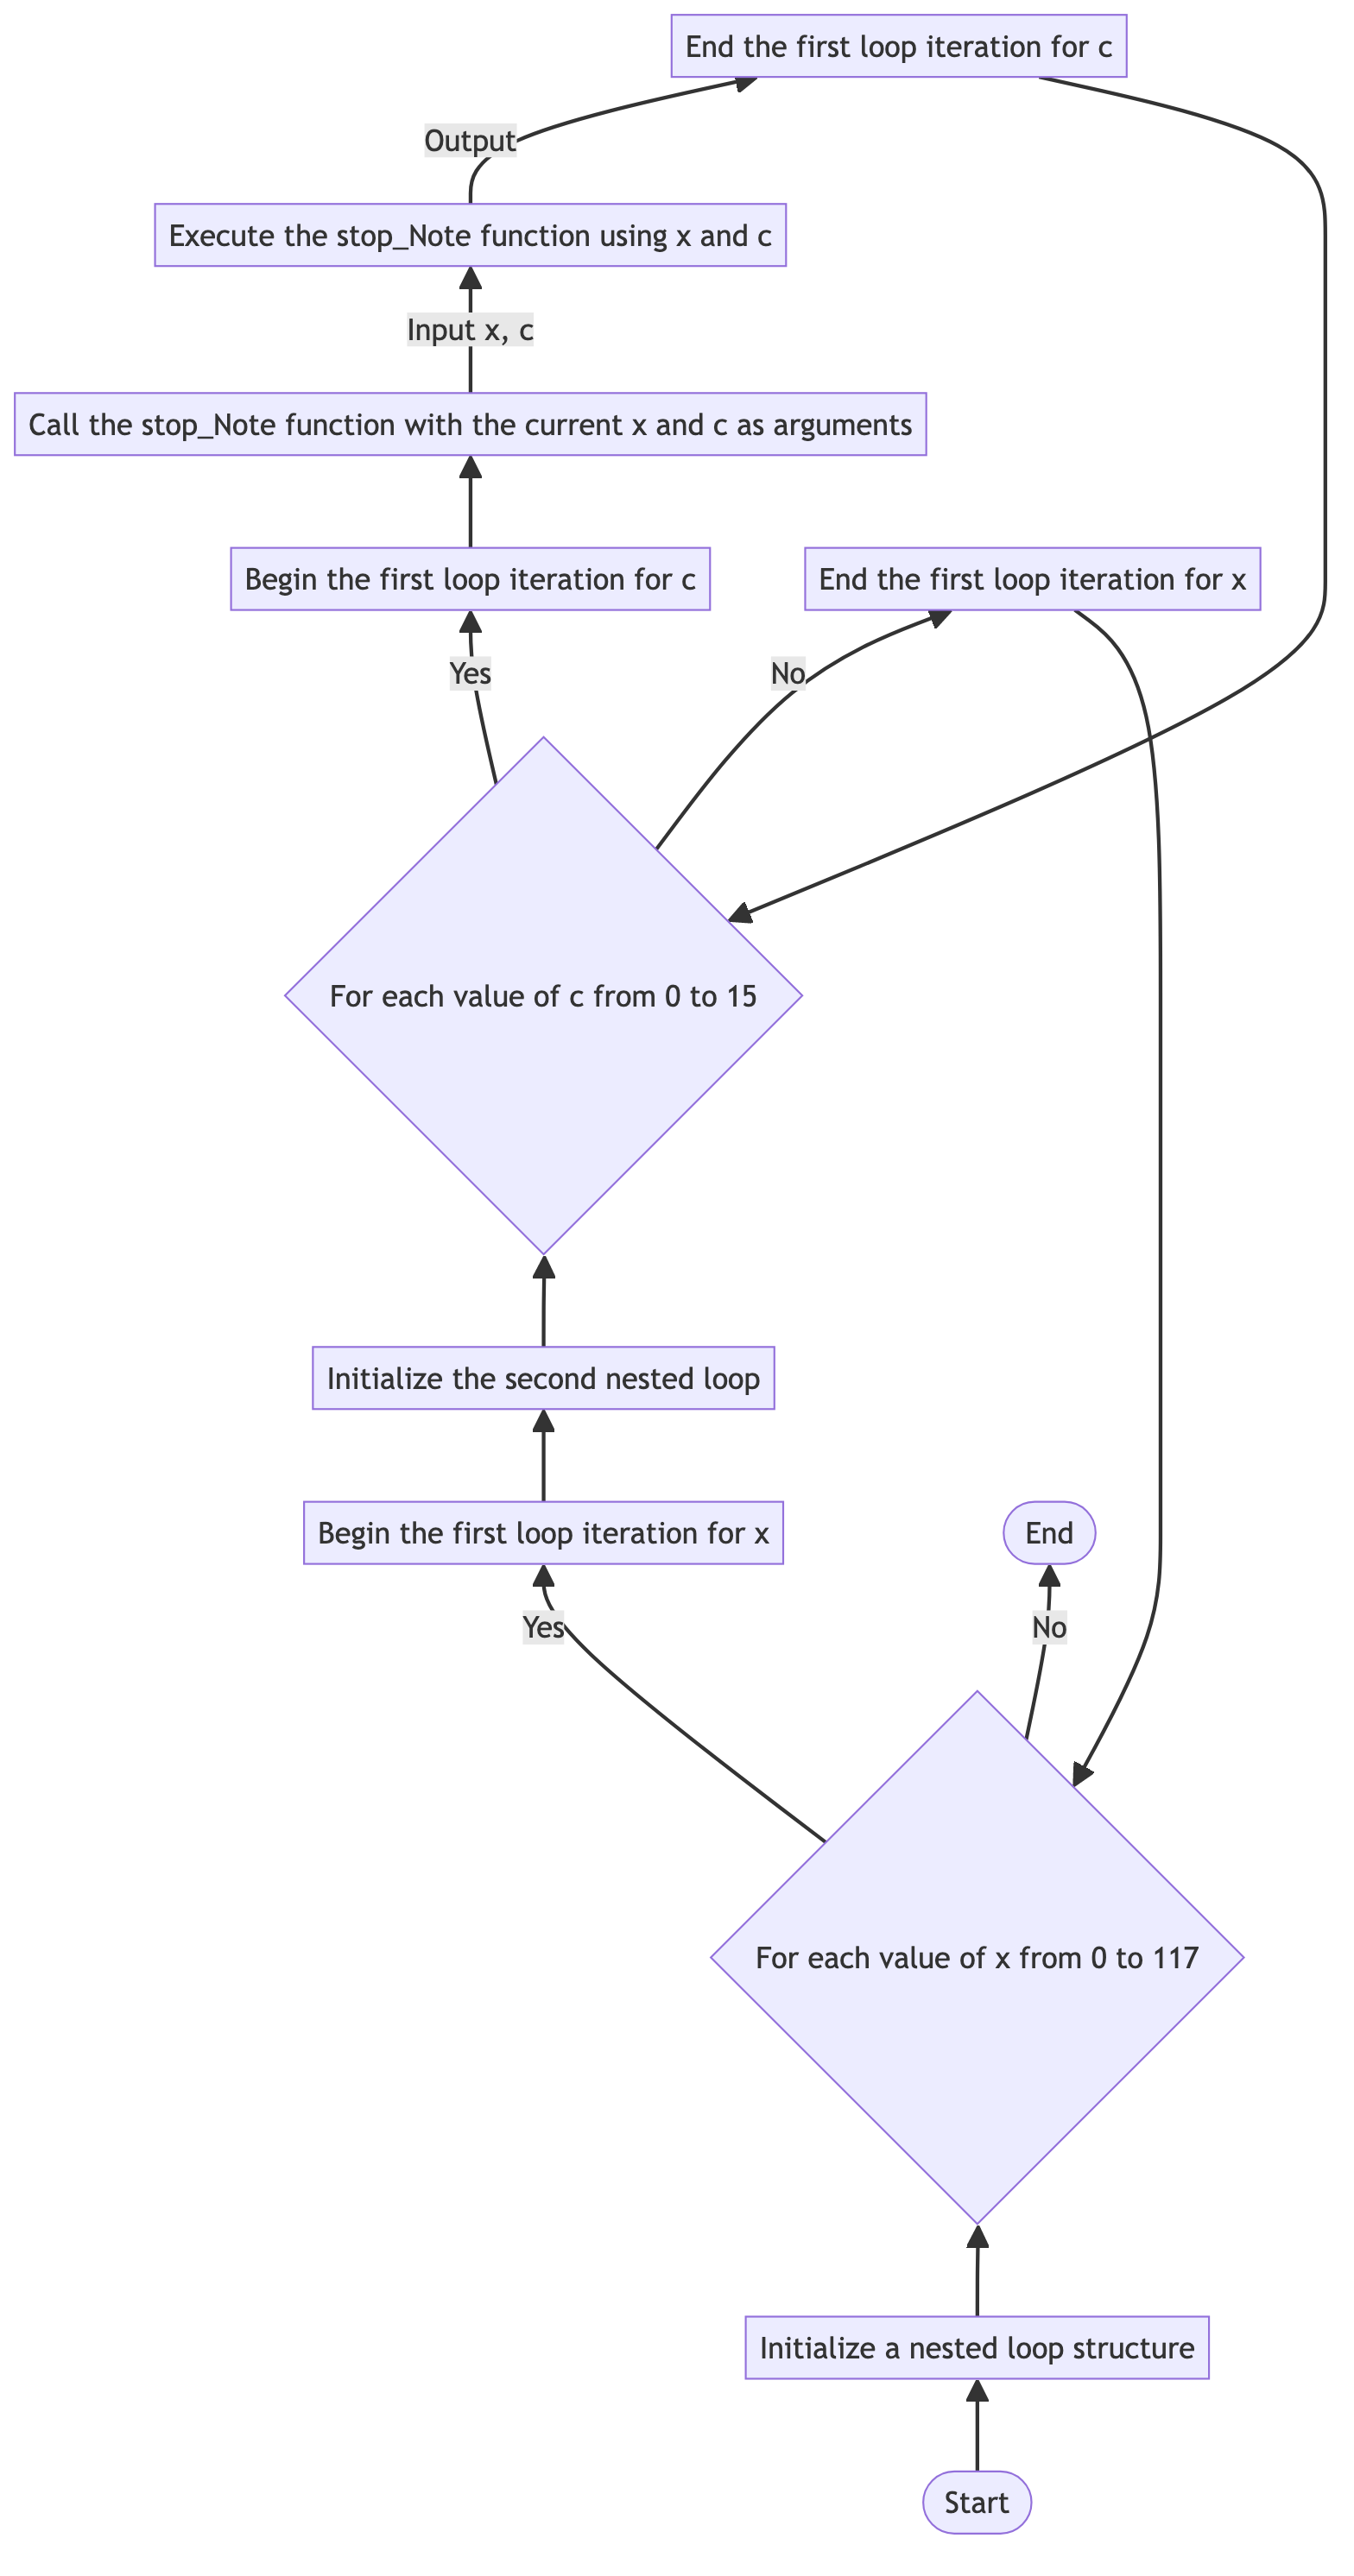 End the first loop iteration for c
Output
Execute the stop_Note function using x and c
Input x, c
Call the stop_Note function with the current x and c as arguments
Begin the first loop iteration for c
End the first loop iteration for x
Yes
No
For each value of c from 0 to 15
Initialize the second nested loop
Begin the first loop iteration for x
End
Yes
No
For each value of x from 0 to 117
Initialize a nested loop structure
Start